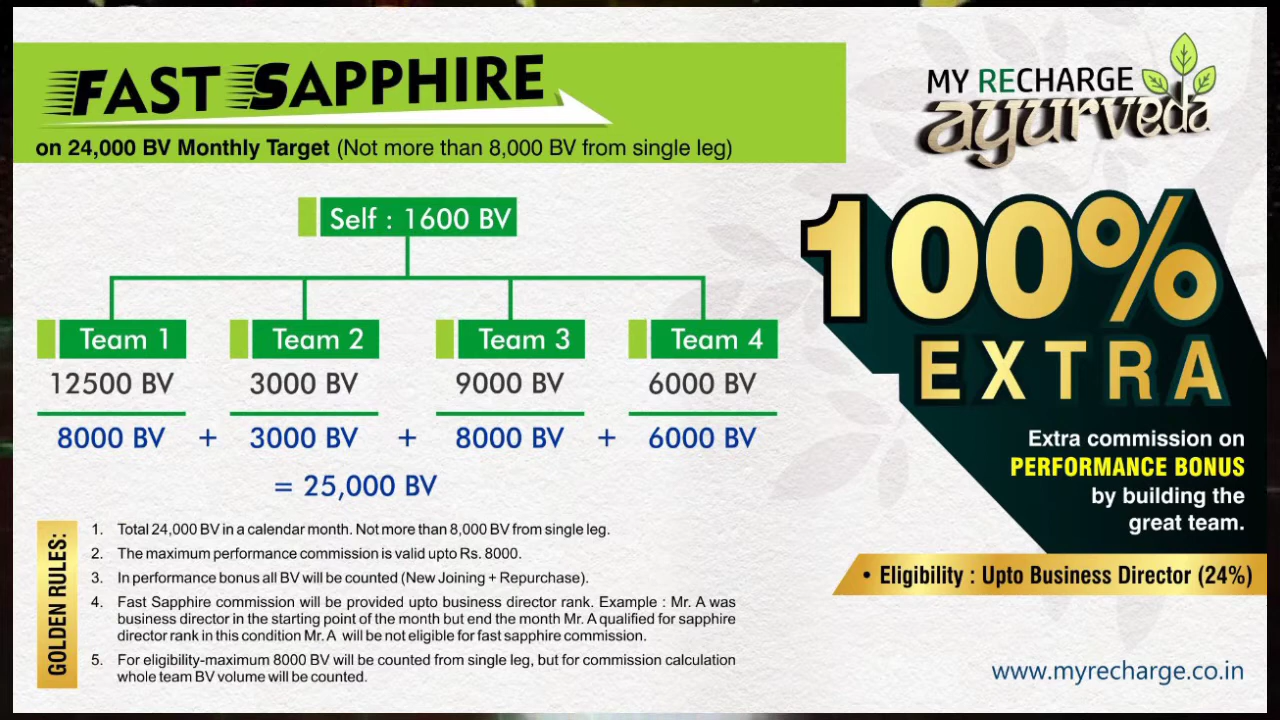 FAST SAPPHIRE
on 24,000 BV Monthly Target (Not more than 8,000 BV from single leg)
MY RECHARGE
ayurveda
Self : 1600 BV
Team 1 Team 2 Team 3 Team 4
12500 BV 3000 BV 9000 BV 6000 BV
8000 BV + 3000 BV + 8000 BV + 6000 BV
= 25,000 BV
100%
EXTRA
Extra commission on
PERFORMANCE BONUS
by building the
great team.
• Eligibility : Upto Business Director (24%)
GOLDEN RULES:
1. Total 24,000 BV in a calendar month. Not more than 8,000 BV from single leg.
2. The maximum performance commission is valid upto Rs. 8000.
3. In performance bonus all BV will be counted (New Joining + Repurchase).
4. Fast Sapphire commission will be provided upto business director rank. Example : Mr. A was
business director in the starting point of the month but end the month Mr. A qualified for sapphire
director rank in this condition Mr. A will be not eligible for fast sapphire commission.
5. For eligibility-maximum 8000 BV will be counted from single leg, but for commission calculation
whole team BV volume will be counted.
www.myrecharge.co.in